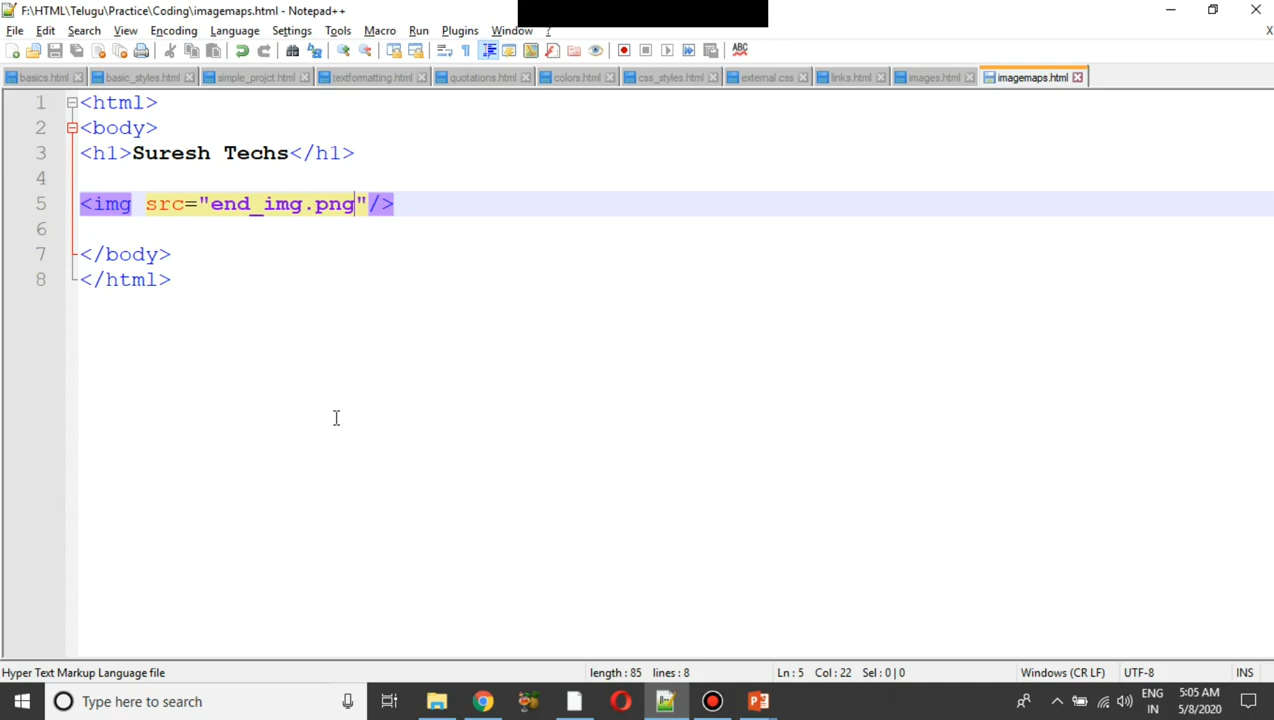 F:\HTML\Telugu\Practice\Coding\imagemaps.html - Notepad++
File Edit Search View Encoding Language Settings Tools Macro Run Plugins Window ? X
basics.html basic_styles.html simple_projct.html textformatting.html quotations.html colors.html css_styles.html external.css links.html images.html imagemaps.html
1 <html>
2 <body>
3 <h1>Suresh Techs</h1>
4
5 <img src="end_img.png"/>
6
7 </body>
8 </html>
Hyper Text Markup Language file length : 85 lines : 8 Ln : 5 Col : 22 Sel : 0 | 0 Windows (CR LF) UTF-8 INS
Type here to search
ENG
IN
5:05 AM
5/8/2020